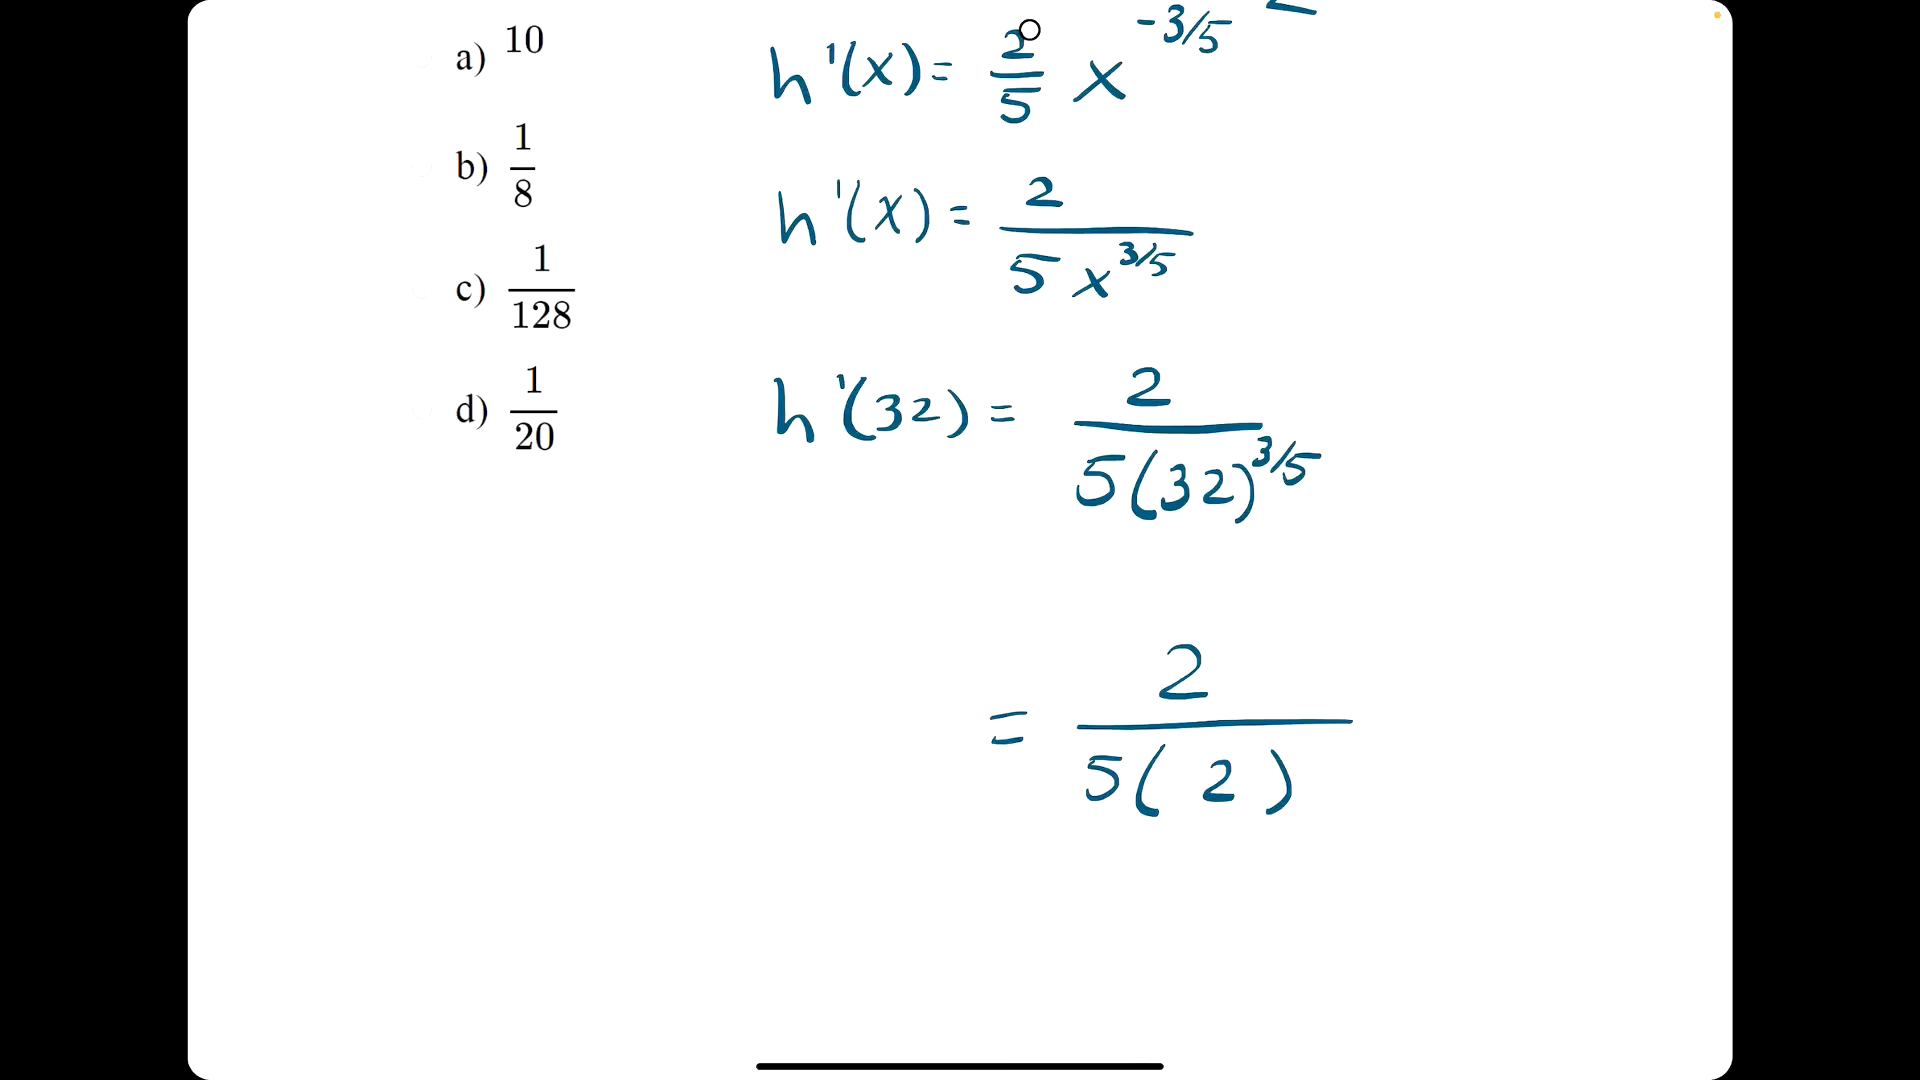 a) 10
b) 1/8
c) 1/128
d) 1/20
h'(x) = 2/5 x^(-3/5)
h'(x) = 2/(5x^(3/5))
h'(32) = 2/(5(32)^(3/5))
= 2/(5( 2 ))